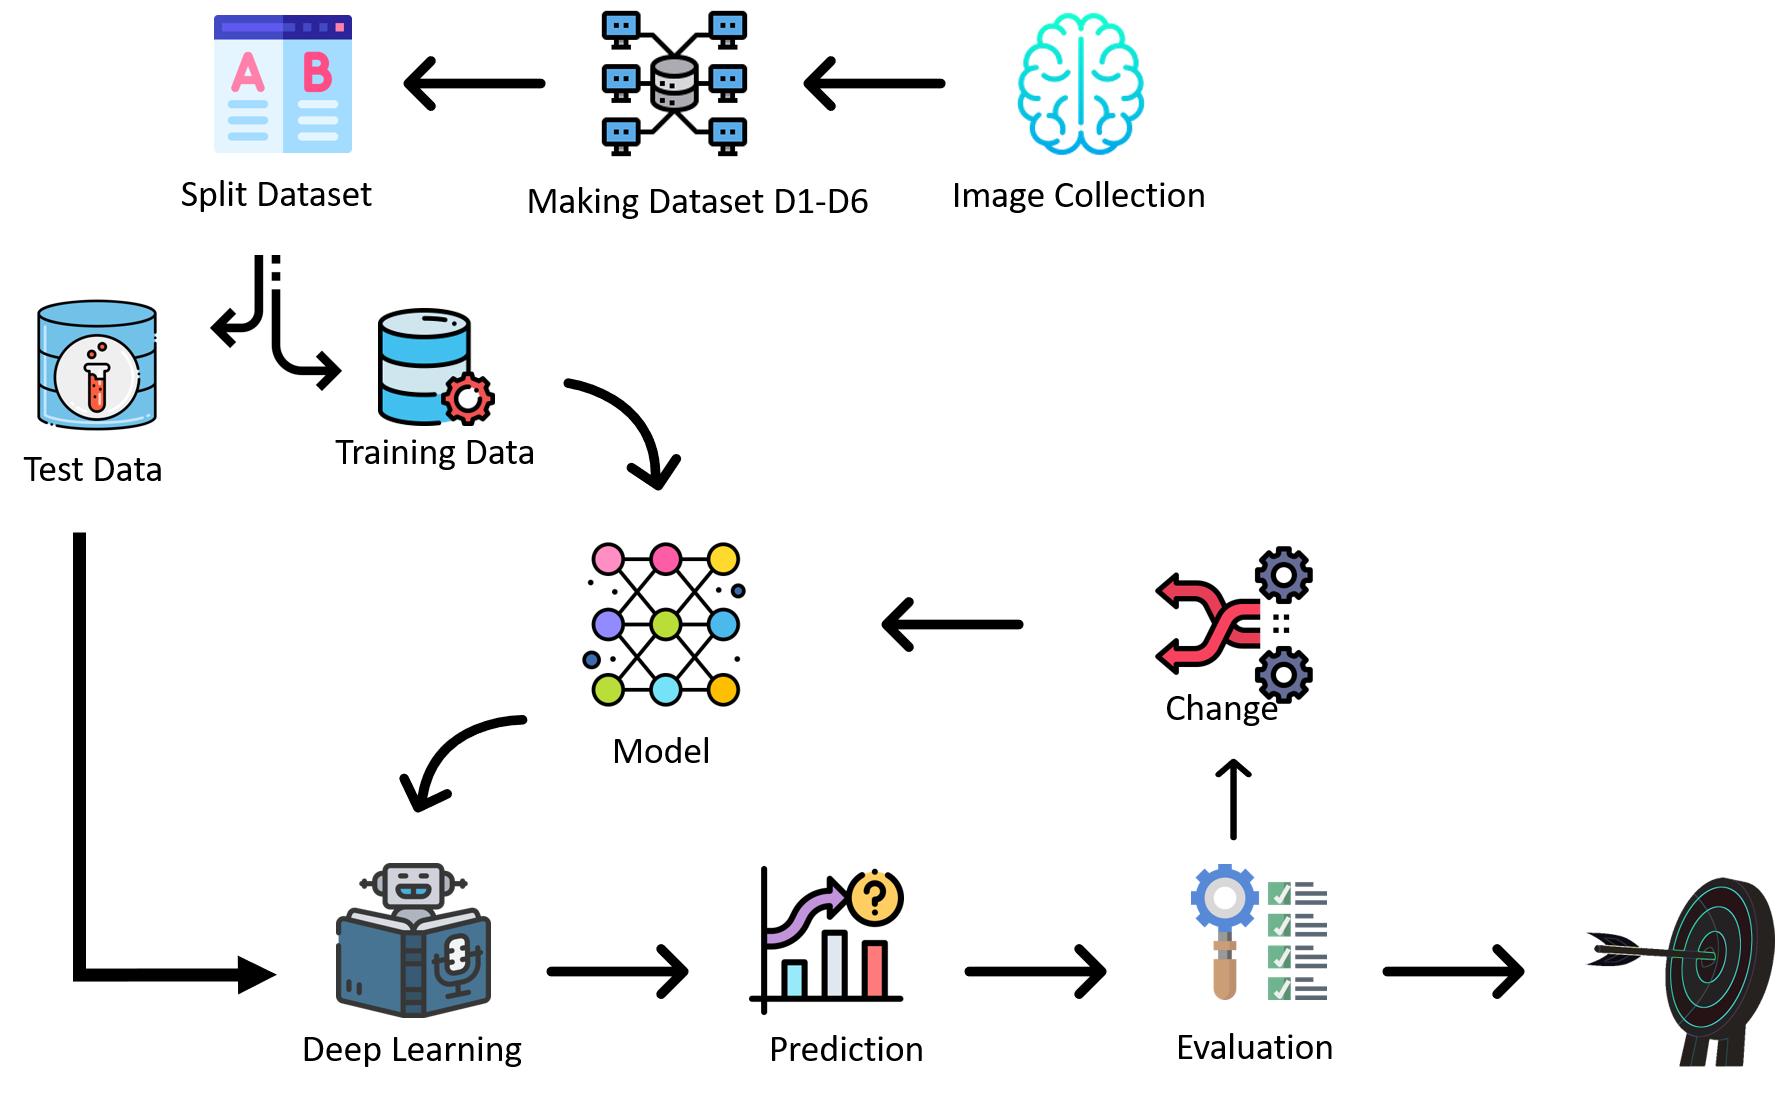 A B
Split Dataset
Making Dataset D1-D6
Image Collection
Test Data
Training Data
Model
Change
Deep Learning
?
Prediction
Evaluation